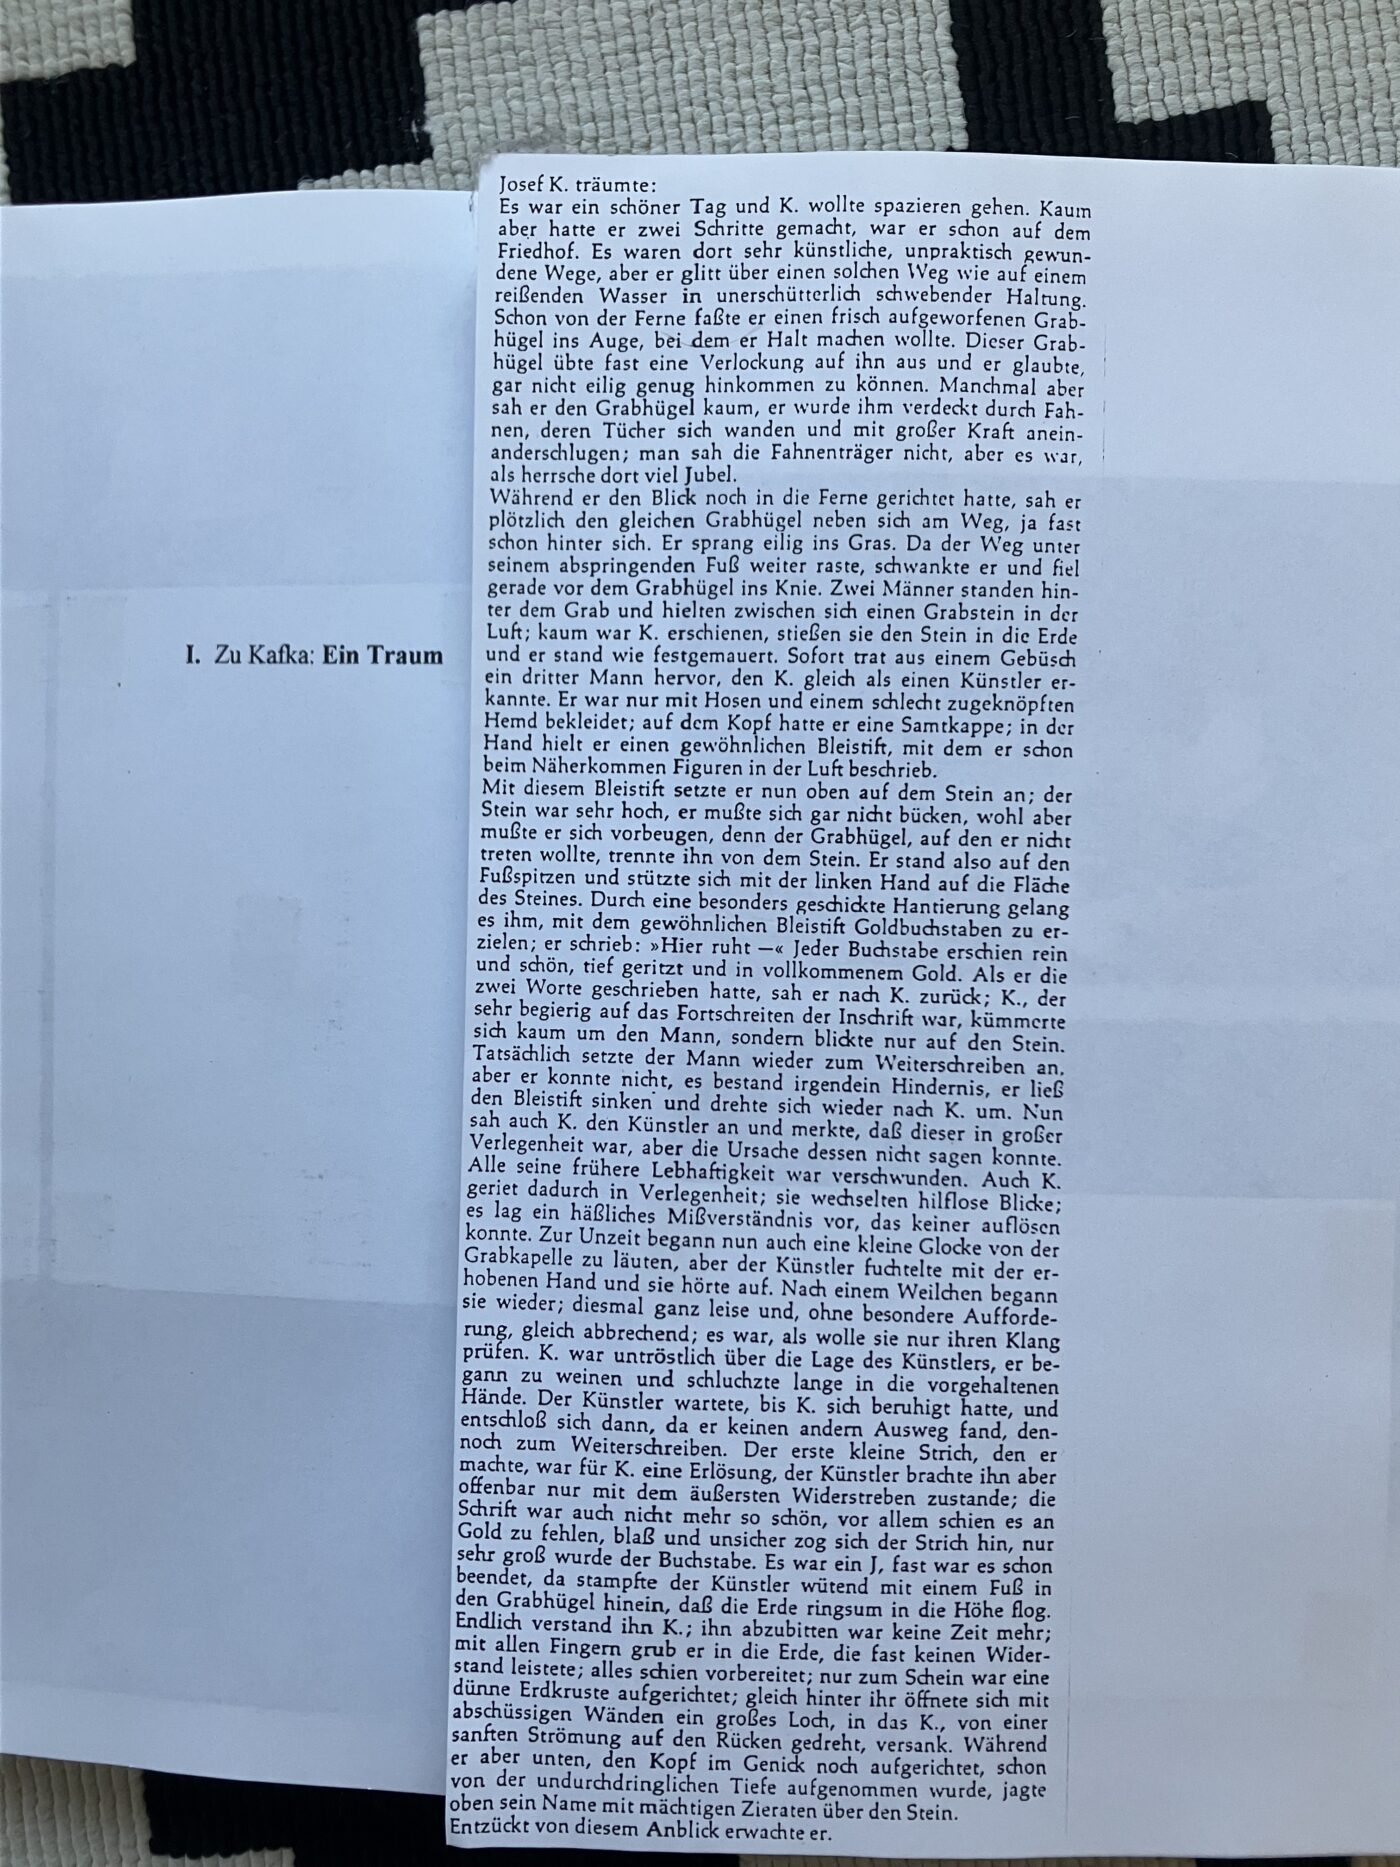 I. Zu Kafka: Ein Traum
Josef K. träumte:
Es war ein schöner Tag und K. wollte spazieren gehen. Kaum
aber hatte er zwei Schritte gemacht, war er schon auf dem
Friedhof. Es waren dort sehr künstliche, unpraktisch gewun-
dene Wege, aber er glitt über einen solchen Weg wie auf einem
reißenden Wasser in unerschütterlich schwebender Haltung.
Schon von der Ferne faßte er einen frisch aufgeworfenen Grab-
hügel ins Auge, bei dem er Halt machen wollte. Dieser Grab-
hügel übte fast eine Verlockung auf ihn aus und er glaubte,
gar nicht eilig genug hinkommen zu können. Manchmal aber
sah er den Grabhügel kaum, er wurde ihm verdeckt durch Fah-
nen, deren Tücher sich wanden und mit großer Kraft anein-
anderschlugen; man sah die Fahnenträger nicht, aber es war,
als herrsche dort viel Jubel.
Während er den Blick noch in die Ferne gerichtet hatte, sah er
plötzlich den gleichen Grabhügel neben sich am Weg, ja fast
schon hinter sich. Er sprang eilig ins Gras. Da der Weg unter
seinem abspringenden Fuß weiter raste, schwankte er und fiel
gerade vor dem Grabhügel ins Knie. Zwei Männer standen hin-
ter dem Grab und hielten zwischen sich einen Grabstein in der
Luft; kaum war K. erschienen, stießen sie den Stein in die Erde
und er stand wie festgemauert. Sofort trat aus einem Gebüsch
ein dritter Mann hervor, den K. gleich als einen Künstler er-
kannte. Er war nur mit Hosen und einem schlecht zugeknöpften
Hemd bekleidet; auf dem Kopf hatte er eine Samtkappe; in der
Hand hielt er einen gewöhnlichen Bleistift, mit dem er schon
beim Näherkommen Figuren in der Luft beschrieb.
Mit diesem Bleistift setzte er nun oben auf dem Stein an; der
Stein war sehr hoch, er mußte sich gar nicht bücken, wohl aber
mußte er sich vorbeugen, denn der Grabhügel, auf den er nicht
treten wollte, trennte ihn von dem Stein. Er stand also auf den
Fußspitzen und stützte sich mit der linken Hand auf die Fläche
des Steines. Durch eine besonders geschickte Hantierung gelang
es ihm, mit dem gewöhnlichen Bleistift Goldbuchstaben zu er-
zielen; er schrieb: »Hier ruht —« Jeder Buchstabe erschien rein
und schön, tief geritzt und in vollkommenem Gold. Als er die
zwei Worte geschrieben hatte, sah er nach K. zurück; K., der
sehr begierig auf das Fortschreiten der Inschrift war, kümmerte
sich kaum um den Mann, sondern blickte nur auf den Stein.
Tatsächlich setzte der Mann wieder zum Weiterschreiben an,
aber er konnte nicht, es bestand irgendein Hindernis, er ließ
den Bleistift sinken und drehte sich wieder nach K. um. Nun
sah auch K. den Künstler an und merkte, daß dieser in großer
Verlegenheit war, aber die Ursache dessen nicht sagen konnte.
Alle seine frühere Lebhaftigkeit war verschwunden. Auch K.
geriet dadurch in Verlegenheit; sie wechselten hilflose Blicke;
es lag ein häßliches Mißverständnis vor, das keiner auflösen
konnte. Zur Unzeit begann nun auch eine kleine Glocke von der
Grabkapelle zu läuten, aber der Künstler fuchtelte mit der er-
hobenen Hand und sie hörte auf. Nach einem Weilchen begann
sie wieder; diesmal ganz leise und, ohne besondere Aufforde-
rung, gleich abbrechend; es war, als wolle sie nur ihren Klang
prüfen. K. war untröstlich über die Lage des Künstlers, er be-
gann zu weinen und schluchzte lange in die vorgehaltenen
Hände. Der Künstler wartete, bis K. sich beruhigt hatte, und
entschloß sich dann, da er keinen andern Ausweg fand, den-
noch zum Weiterschreiben. Der erste kleine Strich, den er
machte, war für K. eine Erlösung, der Künstler brachte ihn aber
offenbar nur mit dem äußersten Widerstreben zustande; die
Schrift war auch nicht mehr so schön, vor allem schien es an
Gold zu fehlen, blaß und unsicher zog sich der Strich hin, nur
sehr groß wurde der Buchstabe. Es war ein J, fast war es schon
beendet, da stampfte der Künstler wütend mit einem Fuß in
den Grabhügel hinein, daß die Erde ringsum in die Höhe flog.
Endlich verstand ihn K.; ihn abzubitten war keine Zeit mehr;
mit allen Fingern grub er in die Erde, die fast keinen Wider-
stand leistete; alles schien vorbereitet; nur zum Schein war eine
dünne Erdkruste aufgerichtet; gleich hinter ihr öffnete sich mit
abschüssigen Wänden ein großes Loch, in das K., von einer
sanften Strömung auf den Rücken gedreht, versank. Während
er aber unten, den Kopf im Genick noch aufgerichtet, schon
von der undurchdringlichen Tiefe aufgenommen wurde, jagte
oben sein Name mit mächtigen Zieraten über den Stein.
Entzückt von diesem Anblick erwachte er.